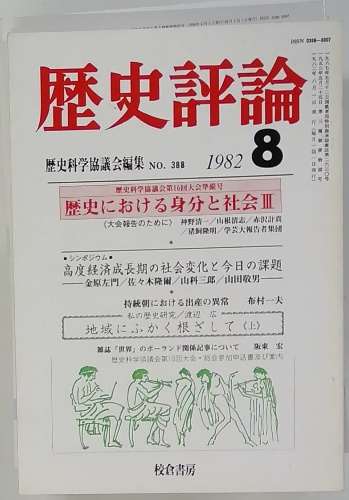 ISSN 0386-8907
歴史評論
歴史科学協議会編集 NO. 388 1982 8
歴史科学協議会第16回大会準備号
歴史における身分と社会Ⅲ
〈大会報告のために〉 神野清一／山根清志／赤沢計真
／猪飼隆明／学芸大報告者集団
*
●シンポジウム●
高度経済成長期の社会変化と今日の課題
―金原左門／佐々木隆爾／山科三郎／山田敬男―
*
持統朝における出産の異常 布村一夫
私の歴史研究／渡辺 広
地域にふかく根ざして〈上〉
雑誌「世界」のポーランド関係記事について 阪東 宏
歴史科学協議会第16回大会・総会参加申込書及び案内
校倉書房